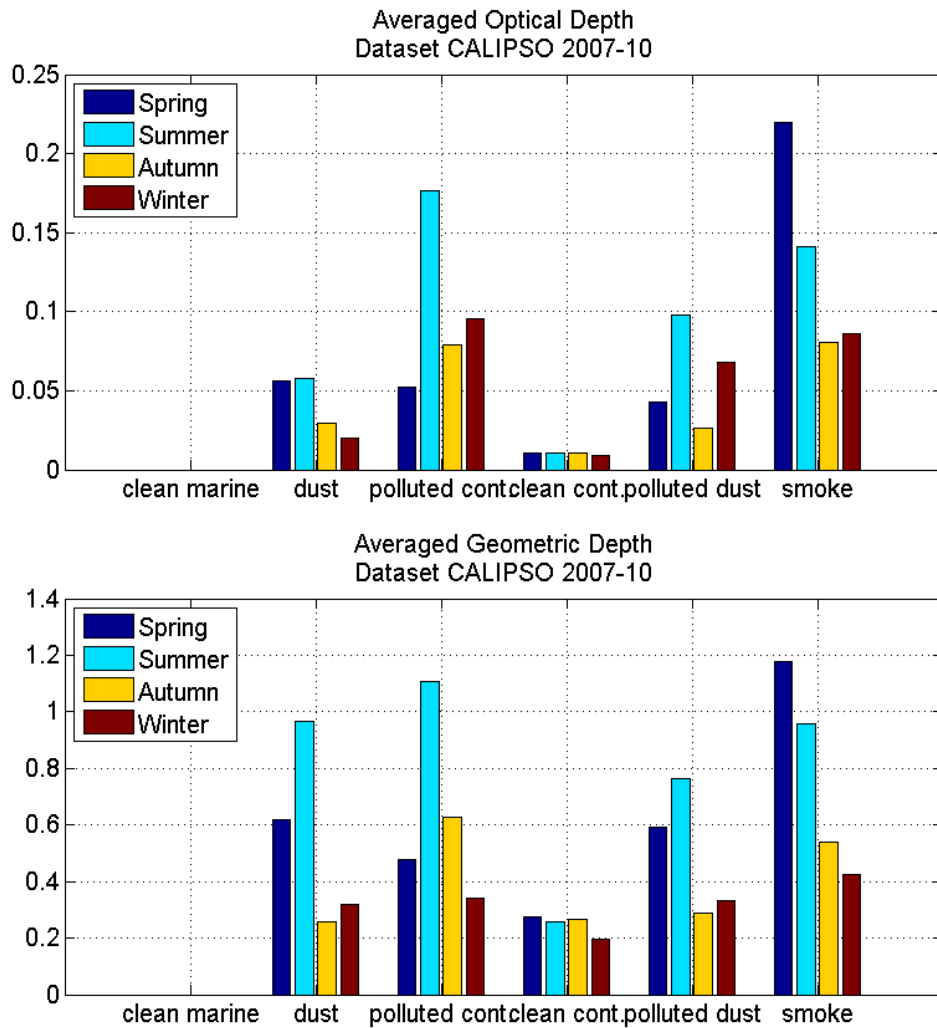 Averaged Optical Depth
Dataset CALIPSO 2007-10
0.25
0.2
0.15
0.1
0.05
0
Spring
Summer
Autumn
Winter
clean marine dust polluted cont. clean cont. polluted dust smoke
Averaged Geometric Depth
Dataset CALIPSO 2007-10
1.4
1.2
1
0.8
0.6
0.4
0.2
0
Spring
Summer
Autumn
Winter
clean marine dust polluted cont. clean cont. polluted dust smoke